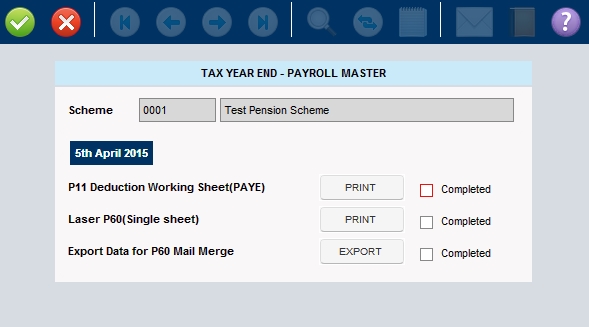 ?
TAX YEAR END - PAYROLL MASTER
Scheme 0001 Test Pension Scheme
5th April 2015
P11 Deduction Working Sheet(PAYE) PRINT Completed
Laser P60(Single sheet) PRINT Completed
Export Data for P60 Mail Merge EXPORT Completed